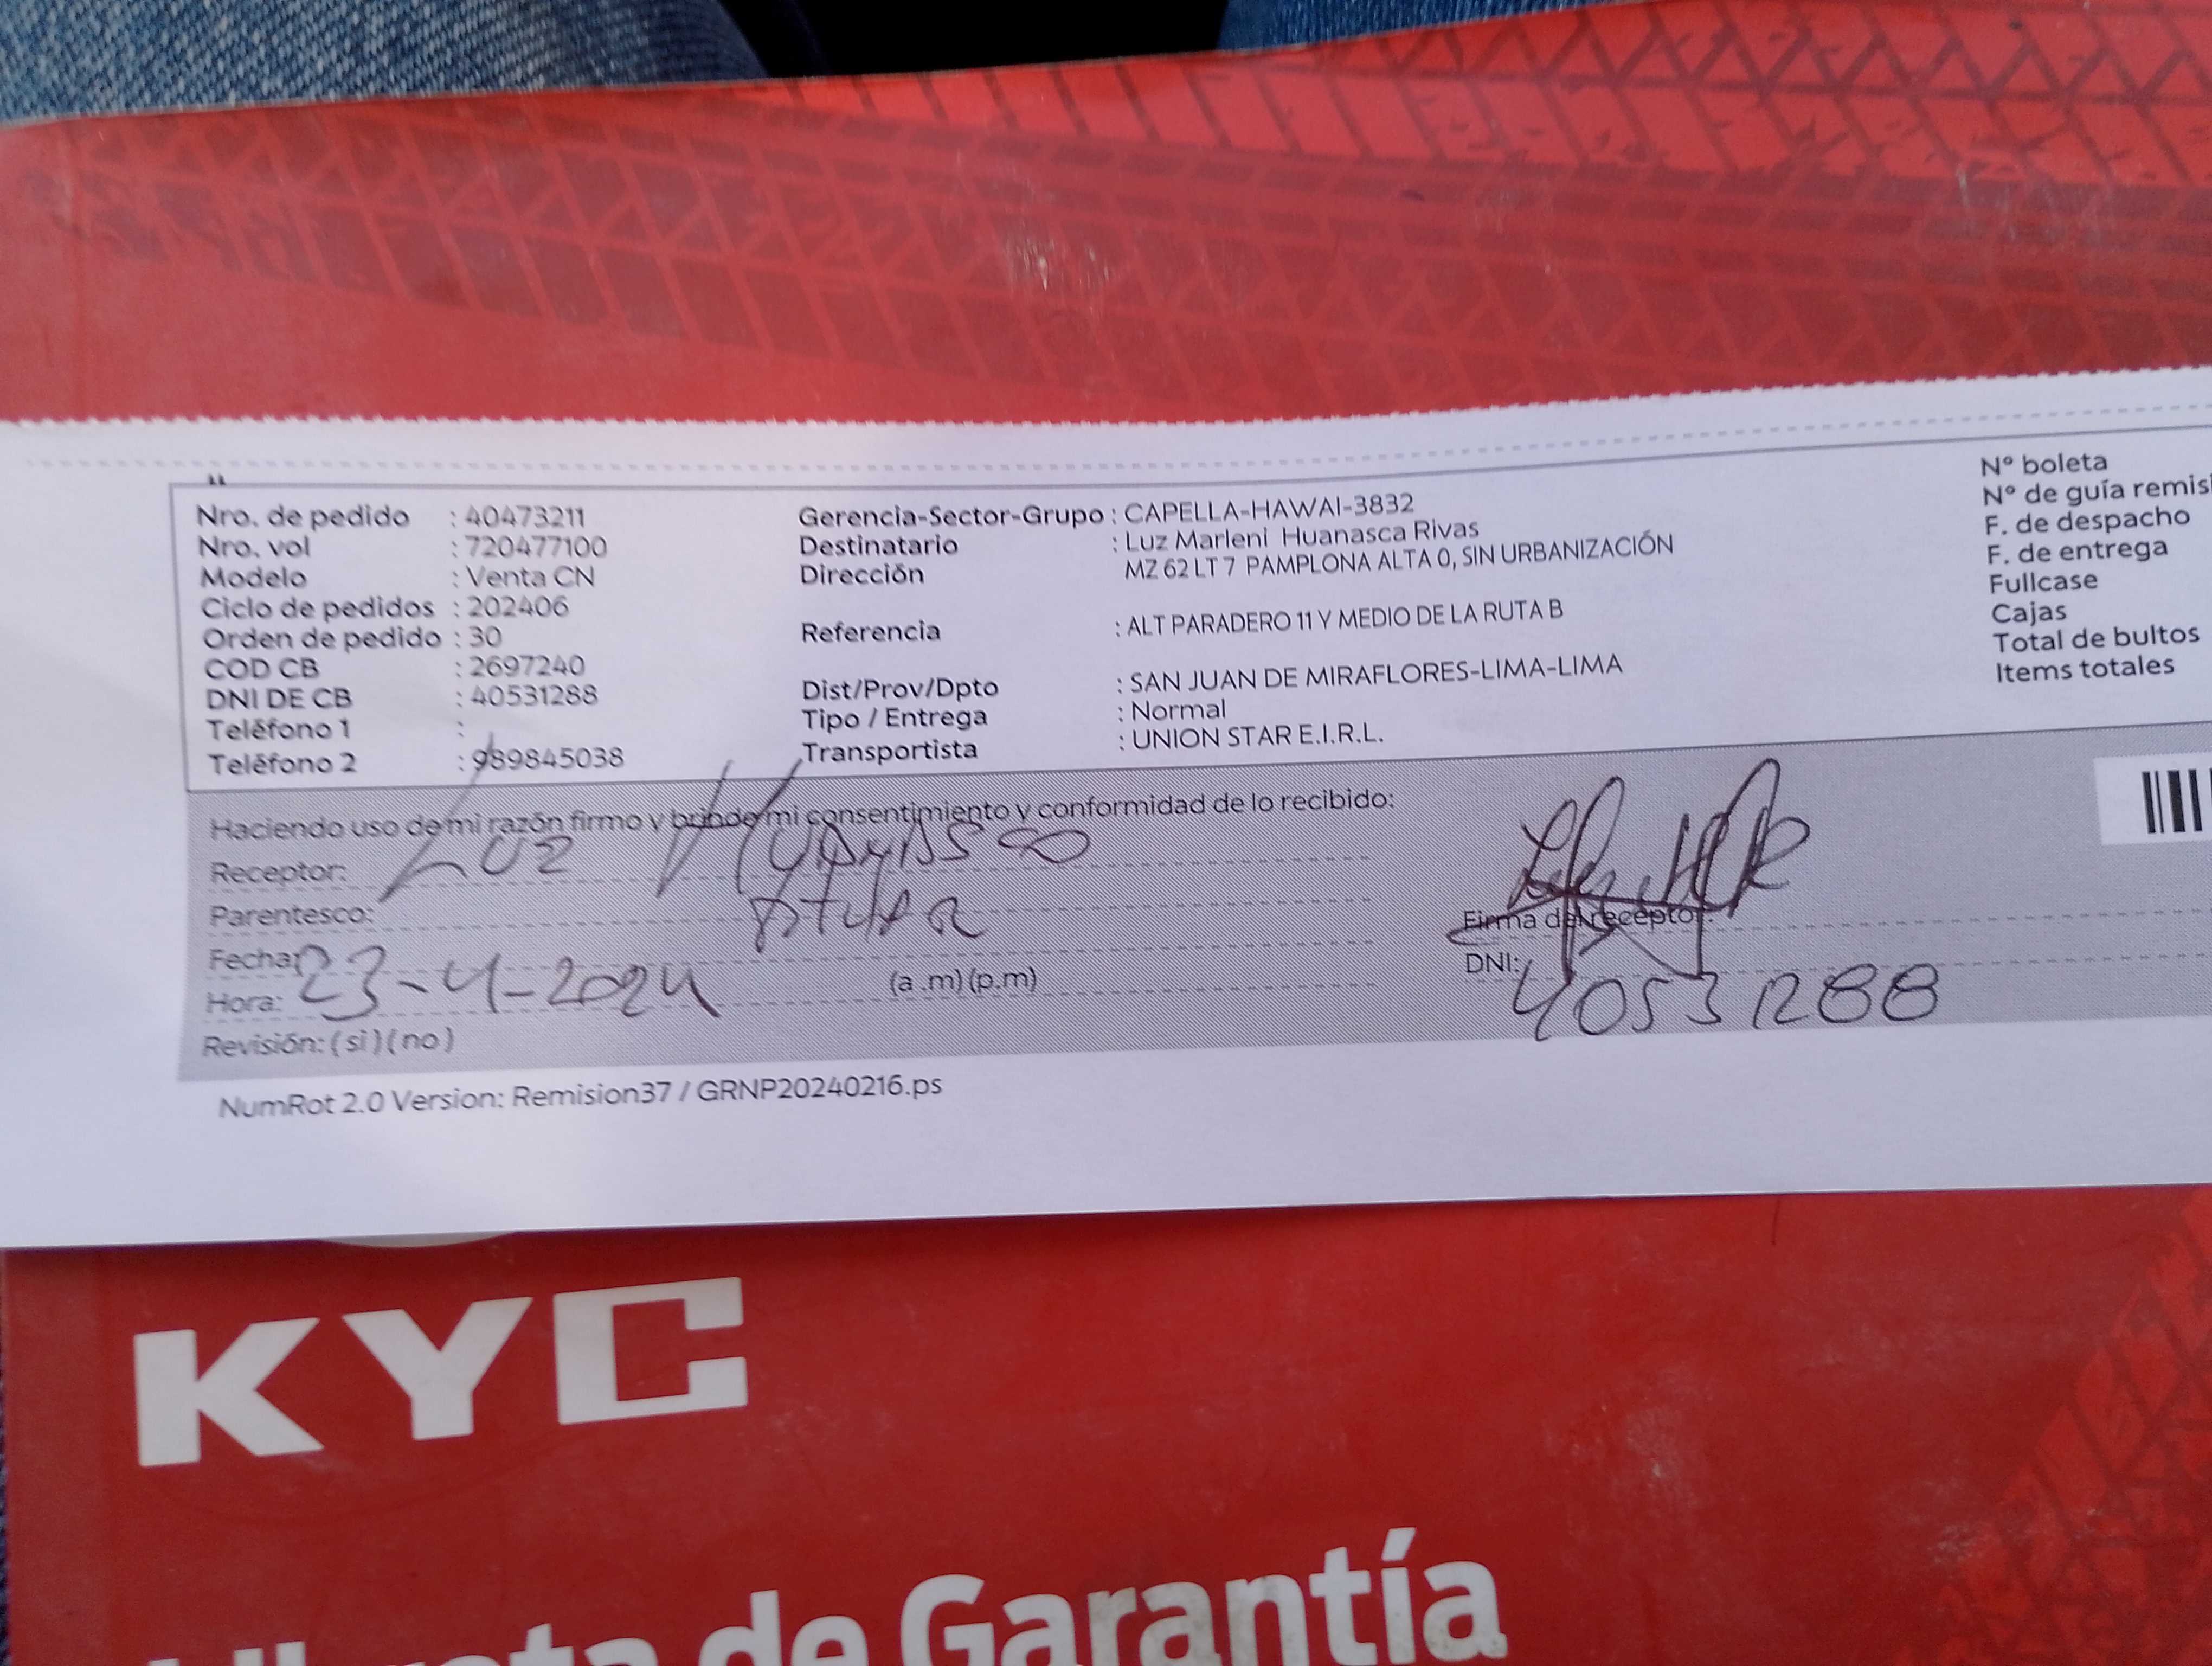 Nro. de pedido : 40473211
Nro. vol : 720477100
Modelo : Venta CN
Ciclo de pedidos : 202406
Orden de pedido : 30
COD CB : 2697240
DNI DE CB : 40531288
Teléfono 1 :
Teléfono 2 : 989845038
Gerencia-Sector-Grupo : CAPELLA-HAWAI-3832
Destinatario : Luz Marleni Huanasca Rivas
Dirección MZ 62 LT 7 PAMPLONA ALTA 0, SIN URBANIZACIÓN
Referencia : ALT PARADERO 11 Y MEDIO DE LA RUTA B
Dist/Prov/Dpto : SAN JUAN DE MIRAFLORES-LIMA-LIMA
Tipo / Entrega : Normal
Transportista : UNION STAR E.I.R.L.
N° boleta
N° de guía remisi
F. de despacho
F. de entrega
Fullcase
Cajas
Total de bultos
Items totales
Haciendo uso de mi razón firmo y brindo mi consentimiento y conformidad de lo recibido:
Receptor: Luz
Parentesco:
Fecha: 23-4-2024
Hora: (a .m) (p.m)
Revisión: ( si ) ( no )
Firma del receptor:
DNI: 40531288
NumRot 2.0 Version: Remision37 / GRNP20240216.ps
KYC
de Garantía